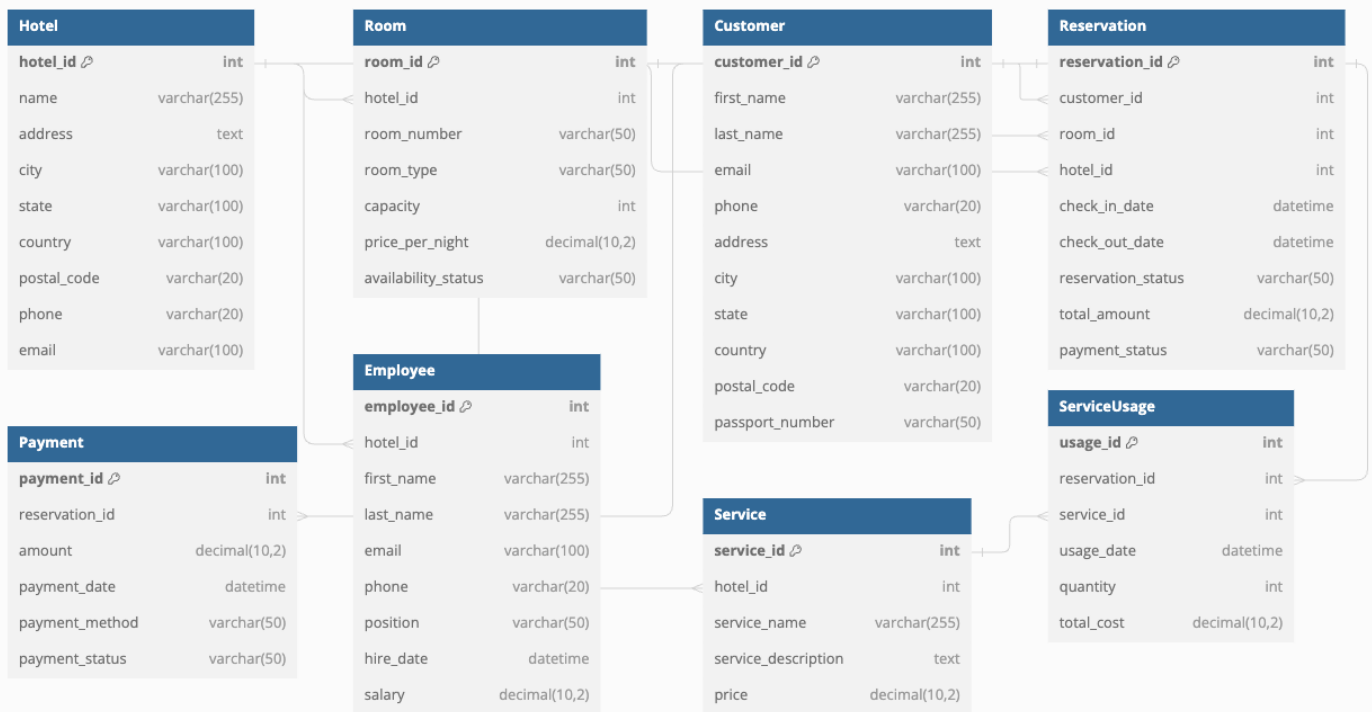 Hotel
hotel_id int
name varchar(255)
address text
city varchar(100)
state varchar(100)
country varchar(100)
postal_code varchar(20)
phone varchar(20)
email varchar(100)
Room
room_id int
hotel_id int
room_number varchar(50)
room_type varchar(50)
capacity int
price_per_night decimal(10,2)
availability_status varchar(50)
Customer
customer_id int
first_name varchar(255)
last_name varchar(255)
email varchar(100)
phone varchar(20)
address text
city varchar(100)
state varchar(100)
country varchar(100)
postal_code varchar(20)
passport_number varchar(50)
Reservation
reservation_id int
customer_id int
room_id int
hotel_id int
check_in_date datetime
check_out_date datetime
reservation_status varchar(50)
total_amount decimal(10,2)
payment_status varchar(50)
Payment
payment_id int
reservation_id int
amount decimal(10,2)
payment_date datetime
payment_method varchar(50)
payment_status varchar(50)
Employee
employee_id int
hotel_id int
first_name varchar(255)
last_name varchar(255)
email varchar(100)
phone varchar(20)
position varchar(50)
hire_date datetime
salary decimal(10,2)
Service
service_id int
hotel_id int
service_name varchar(255)
service_description text
price decimal(10,2)
ServiceUsage
usage_id int
reservation_id int
service_id int
usage_date datetime
quantity int
total_cost decimal(10,2)